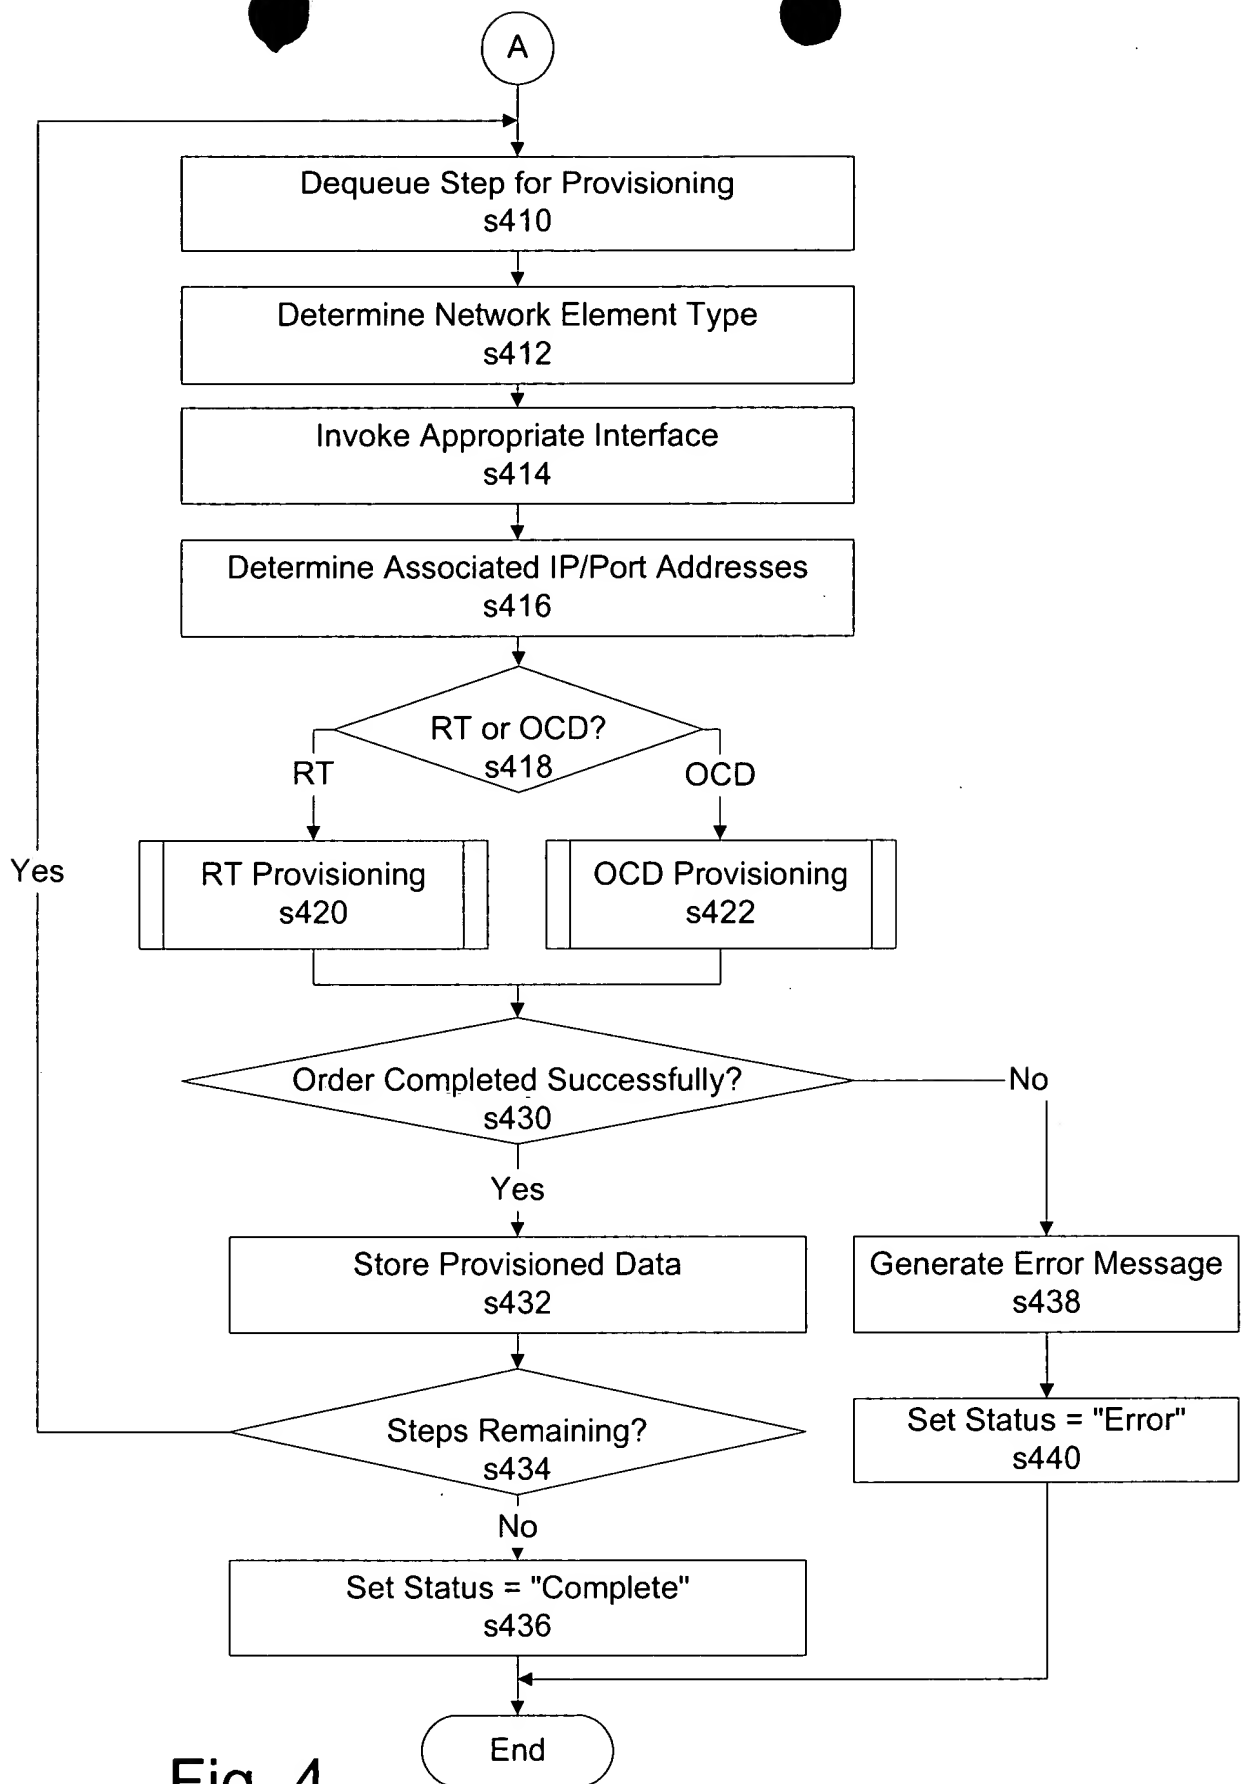 A
Dequeue Step for Provisioning
s410
Determine Network Element Type
s412
Invoke Appropriate Interface
s414
Determine Associated IP/Port Addresses
s416
RT or OCD?
s418
RT
OCD
Yes
RT Provisioning
s420
OCD Provisioning
s422
Order Completed Successfully?
s430
No
Yes
Store Provisioned Data
s432
Generate Error Message
s438
Steps Remaining?
s434
Set Status = "Error"
s440
No
Set Status = "Complete"
s436
End
Fig. 4